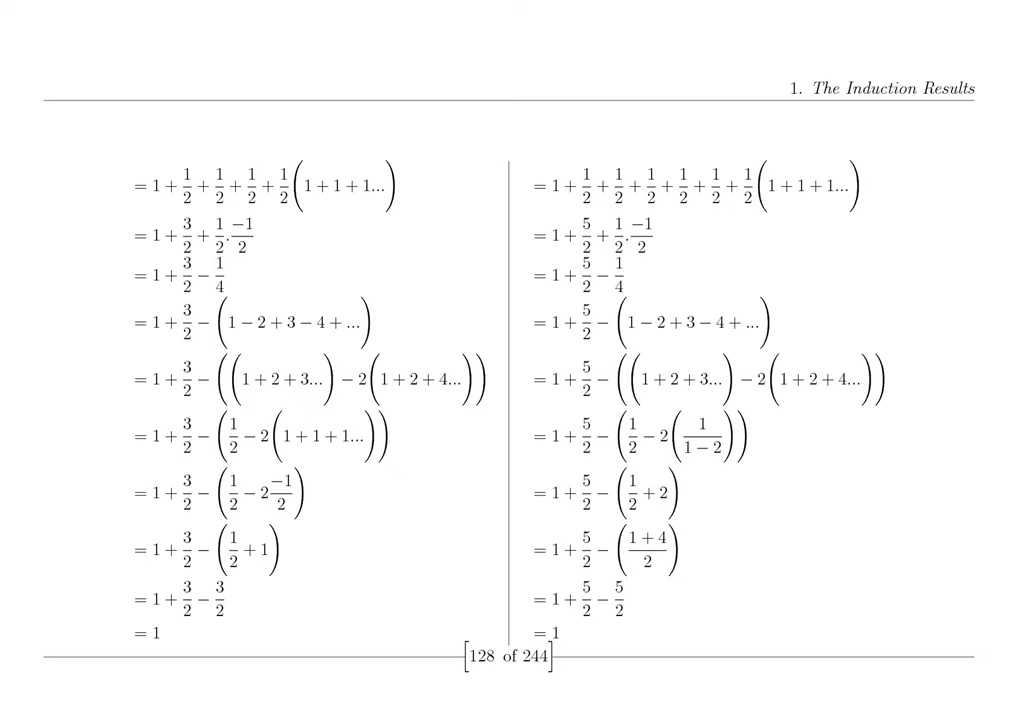 1. The Induction Results
= 1 + 1/2 + 1/2 + 1/2 + 1/2 ( 1 + 1 + 1... )
= 1 + 3/2 + 1/2 . −1/2
= 1 + 3/2 − 1/4
= 1 + 3/2 − ( 1 − 2 + 3 − 4 + ... )
= 1 + 3/2 − ( ( 1 + 2 + 3... ) − 2 ( 1 + 2 + 4... ) )
= 1 + 3/2 − ( 1/2 − 2 ( 1 + 1 + 1... ) )
= 1 + 3/2 − ( 1/2 − 2 −1/2 )
= 1 + 3/2 − ( 1/2 + 1 )
= 1 + 3/2 − 3/2
= 1
= 1 + 1/2 + 1/2 + 1/2 + 1/2 + 1/2 + 1/2 ( 1 + 1 + 1... )
= 1 + 5/2 + 1/2 . −1/2
= 1 + 5/2 − 1/4
= 1 + 5/2 − ( 1 − 2 + 3 − 4 + ... )
= 1 + 5/2 − ( ( 1 + 2 + 3... ) − 2 ( 1 + 2 + 4... ) )
= 1 + 5/2 − ( 1/2 − 2 ( 1/(1 − 2) ) )
= 1 + 5/2 − ( 1/2 + 2 )
= 1 + 5/2 − ( (1 + 4)/2 )
= 1 + 5/2 − 5/2
= 1
[128 of 244]